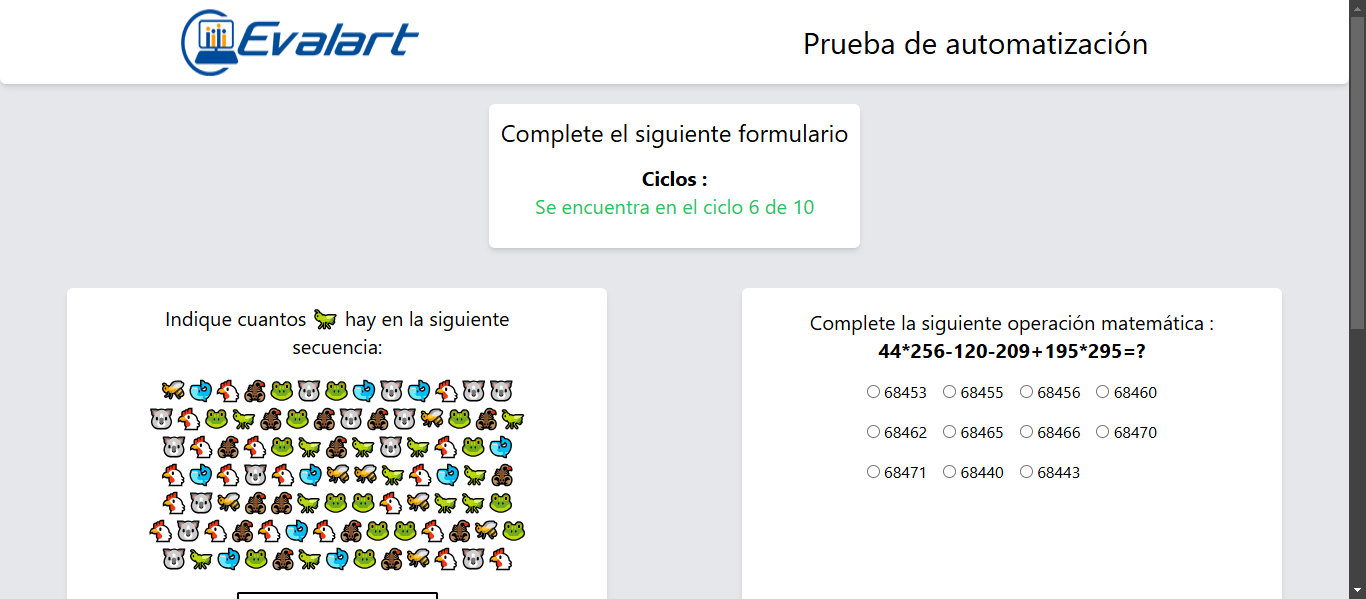 Evalart
Prueba de automatización
Complete el siguiente formulario
Ciclos :
Se encuentra en el ciclo 6 de 10
Indique cuantos 🦗 hay en la siguiente
secuencia:
Complete la siguiente operación matemática :
44*256-120-209+195*295=?
68453 68455 68456 68460
68462 68465 68466 68470
68471 68440 68443